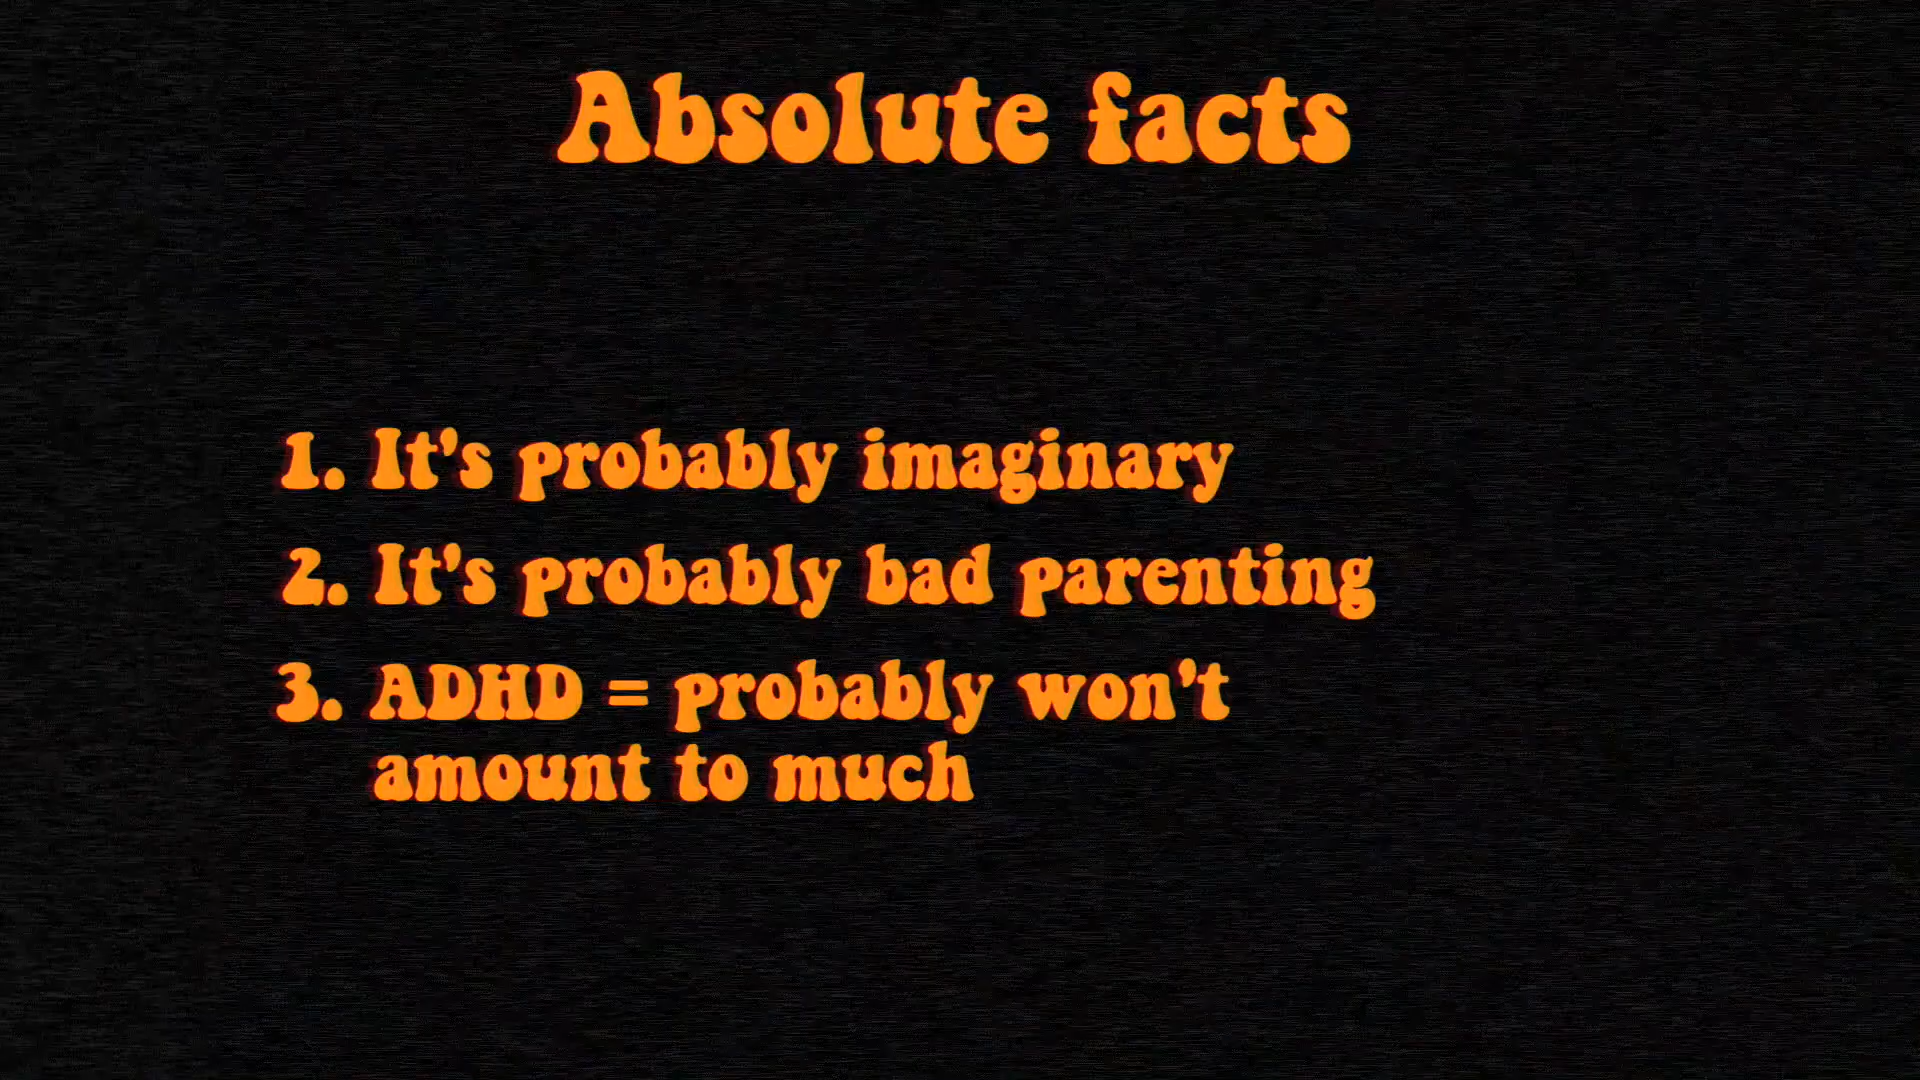 Absolute facts
1. It's probably imaginary
2. It's probably bad parenting
3. ADHD = probably won't
amount to much